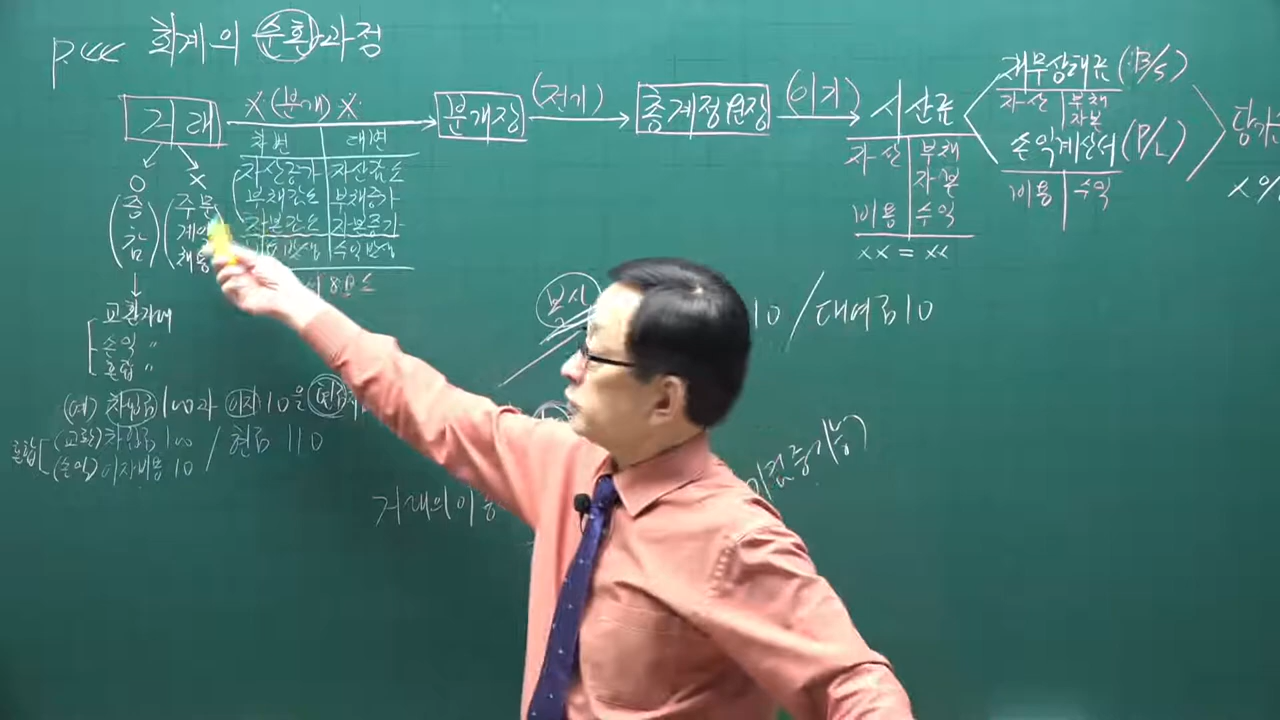 P.<< 회계의 순환과정
거래 *(분개)* 분개장 (전기) 총계정원장 (이기) 시산표
재무상태표 (B/S)
자산 부채
자본
손익계산서 (P/L)
비용 수익
차변 대변
자산증가 자산감소
부채감소 부채증가
자본감소 자본증가
발생 수익발생
자산 부채
자본
비용 수익
xx = xx
O X
(증 감) (주문 계약 채용
교환거래
손익 "
혼합 "
(예) 차입금 100과 이자 10을 현금
혼합 (교환) 차입금 100 / 현금 110
(손익) 이자비용 10
10 / 대여금 10
거래의 이중